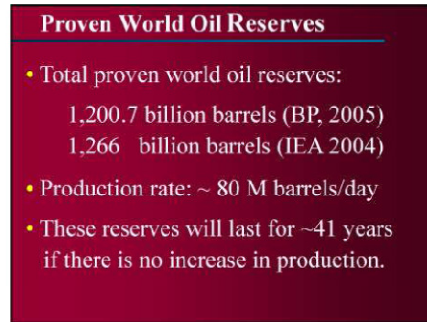 Proven World Oil Reserves
• Total proven world oil reserves:
1,200.7 billion barrels (BP, 2005)
1,266 billion barrels (IEA 2004)
• Production rate: ~ 80 M barrels/day
• These reserves will last for ~41 years
if there is no increase in production.